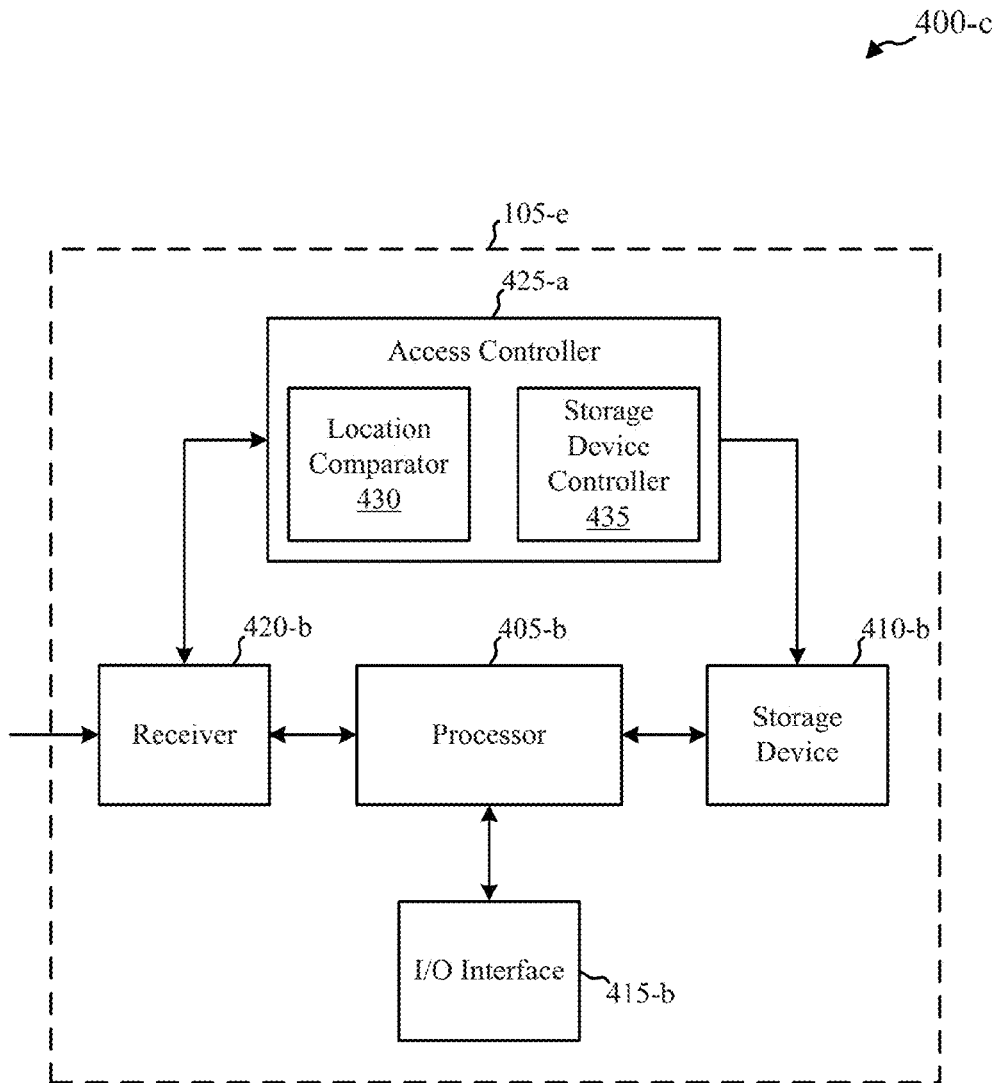 400-c
105-e
425-a
Access Controller
Location
Comparator
430
Storage
Device
Controller
435
420-b
405-b
410-b
Receiver
Processor
Storage
Device
I/O Interface
415-b